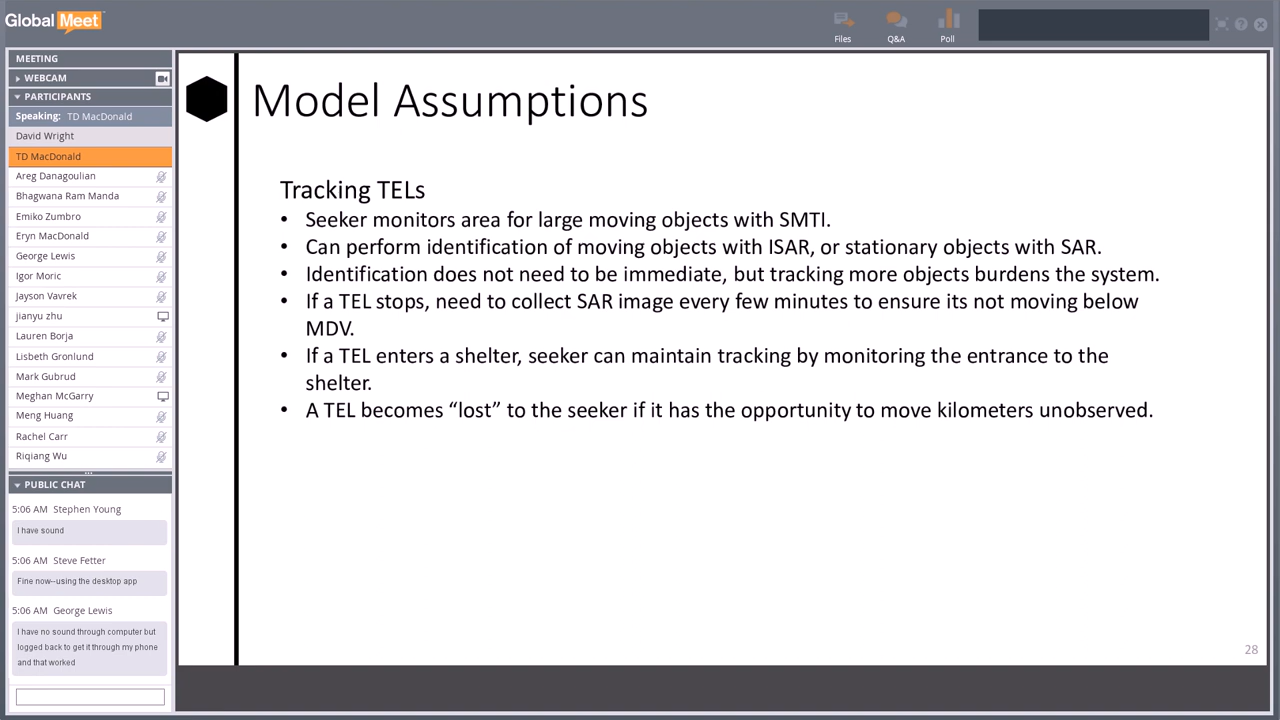 Global Meet
Files
Q&A
Poll
MEETING
WEBCAM
PARTICIPANTS
Speaking: TD MacDonald
David Wright
TD MacDonald
Areg Danagoulian
Bhagwana Ram Manda
Emiko Zumbro
Eryn MacDonald
George Lewis
Igor Moric
Jayson Vavrek
jianyu zhu
Lauren Borja
Lisbeth Gronlund
Mark Gubrud
Meghan McGarry
Meng Huang
Rachel Carr
Riqiang Wu
PUBLIC CHAT
5:06 AM Stephen Young
I have sound
5:06 AM Steve Fetter
Fine now--using the desktop app
5:06 AM George Lewis
I have no sound through computer but
logged back to get it through my phone
and that worked
Model Assumptions
Tracking TELs
• Seeker monitors area for large moving objects with SMTI.
• Can perform identification of moving objects with ISAR, or stationary objects with SAR.
• Identification does not need to be immediate, but tracking more objects burdens the system.
• If a TEL stops, need to collect SAR image every few minutes to ensure its not moving below
MDV.
• If a TEL enters a shelter, seeker can maintain tracking by monitoring the entrance to the
shelter.
• A TEL becomes “lost” to the seeker if it has the opportunity to move kilometers unobserved.
28